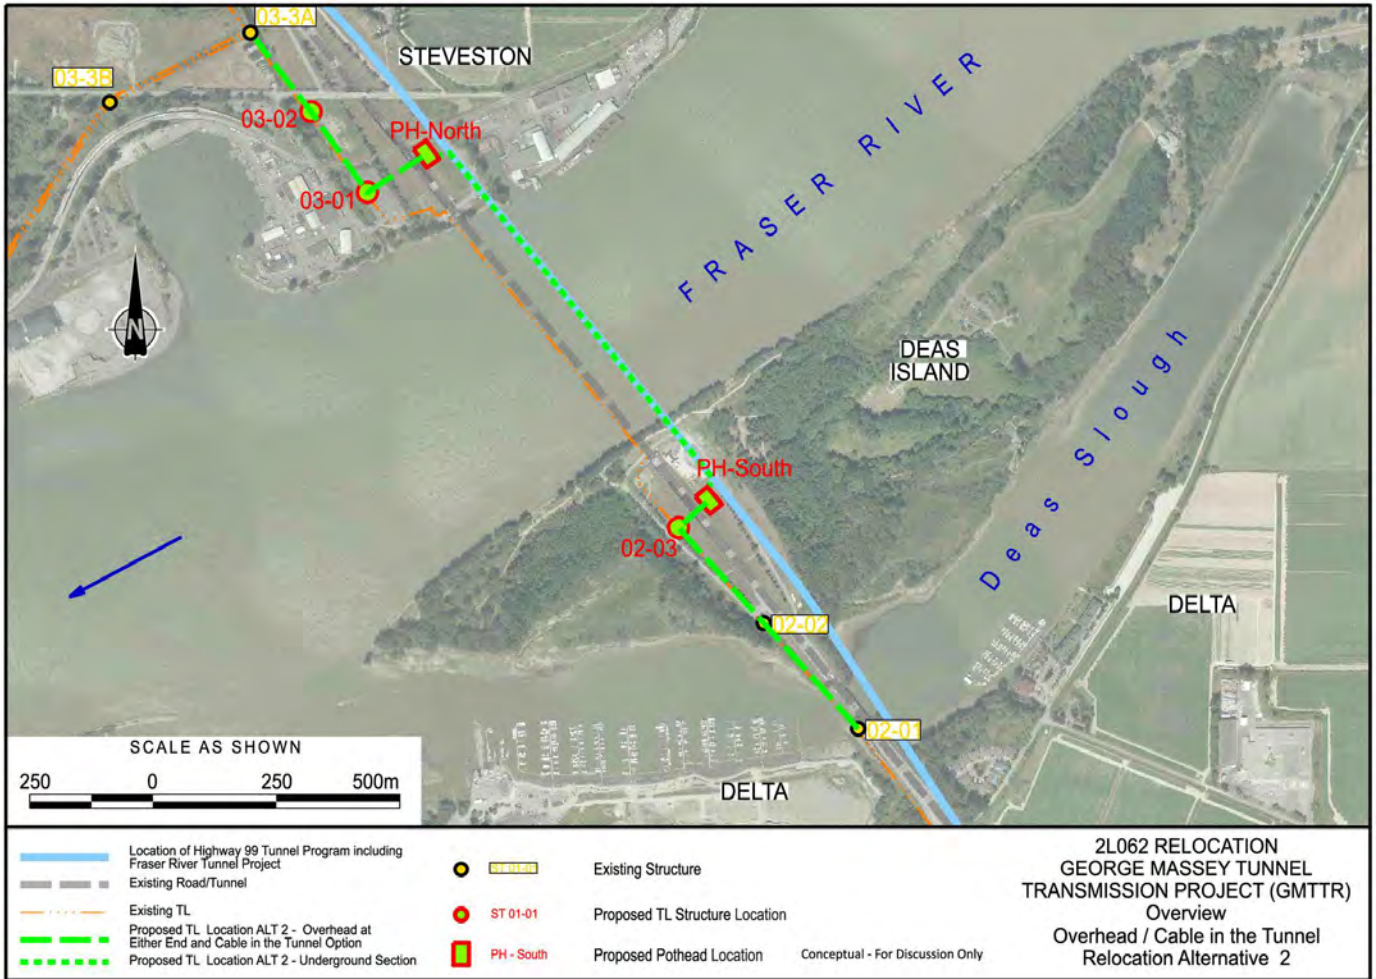 03-3A
STEVESTON
03-3B
03-02
PH-North
03-01
FRASER RIVER
N
DEAS
ISLAND
Deas Slough
PH-South
02-03
DELTA
02-02
02-01
DELTA
SCALE AS SHOWN
250 0 250 500m
Location of Highway 99 Tunnel Program including
Fraser River Tunnel Project
Existing Road/Tunnel
Existing TL
Proposed TL Location ALT 2 - Overhead at
Either End and Cable in the Tunnel Option
Proposed TL Location ALT 2 - Underground Section
Existing Structure
ST 01-01 Proposed TL Structure Location
PH - South Proposed Pothead Location
Conceptual - For Discussion Only
2L062 RELOCATION
GEORGE MASSEY TUNNEL
TRANSMISSION PROJECT (GMTTR)
Overview
Overhead / Cable in the Tunnel
Relocation Alternative 2